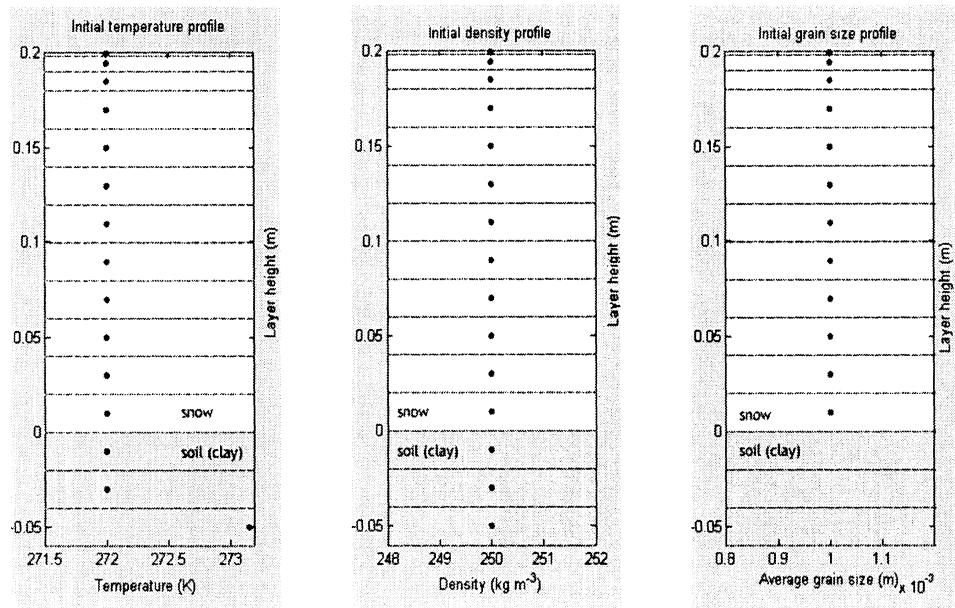 Initial temperature profile
0.2
0.15
0.1
0.05
0
-0.05
snow
soil (clay)
271.5 272 272.5 273
Temperature (K)
Layer height (m)
Initial density profile
0.2
0.15
0.1
0.05
0
-0.05
snow
soil (clay)
248 249 250 251 252
Density (kg m⁻³)
Layer height (m)
Initial grain size profile
0.2
0.15
0.1
0.05
0
-0.05
snow
soil (clay)
0.8 0.9 1 1.1
Average grain size (m) x 10⁻³
Layer height (m)